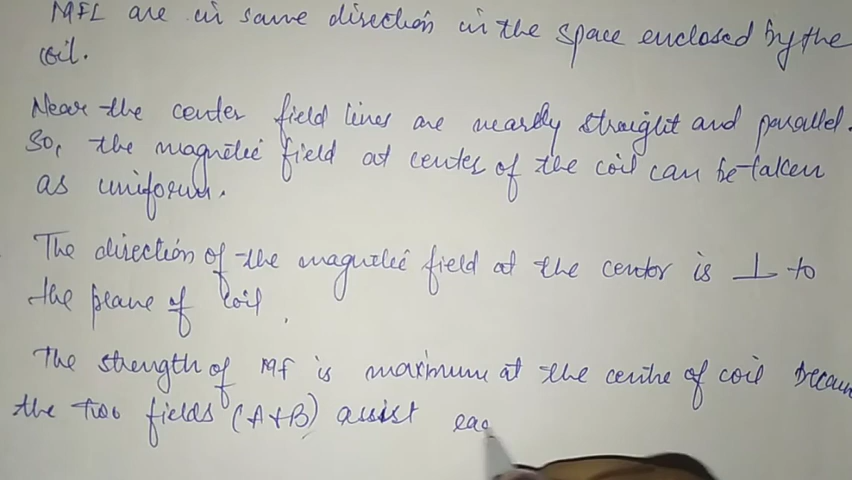 MFL are in same direction in the space enclosed by the
coil.
Near the center field lines are nearly straight and parallel.
So, the magnetic field at center of the coil can be taken
as uniform.
The direction of the magnetic field at the center is ⊥ to
the plane of coil.
The strength of MF is maximum at the centre of coil becau
the two fields (A+B) assist eac